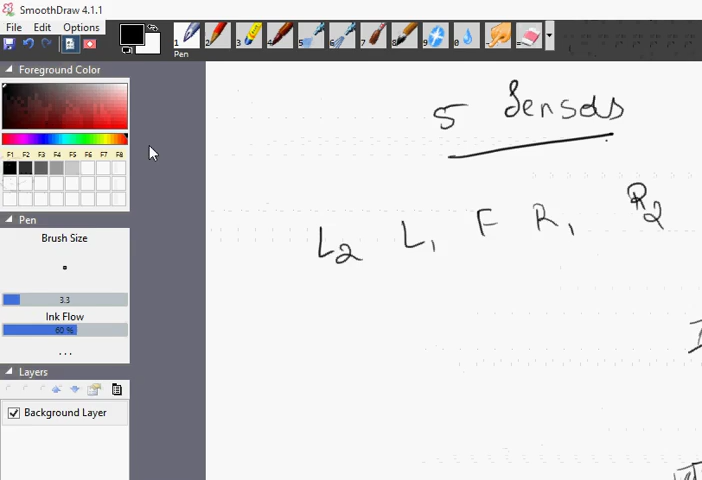 SmoothDraw 4.1.1
File Edit Options
1 2 3 4 5 6 7 8 9 0
Pen
Foreground Color
F1 F2 F3 F4 F5 F6 F7 F8
Pen
Brush Size
3.3
Ink Flow
60 %
...
Layers
Background Layer
5 Sensors
L2 L1 F R1 R2